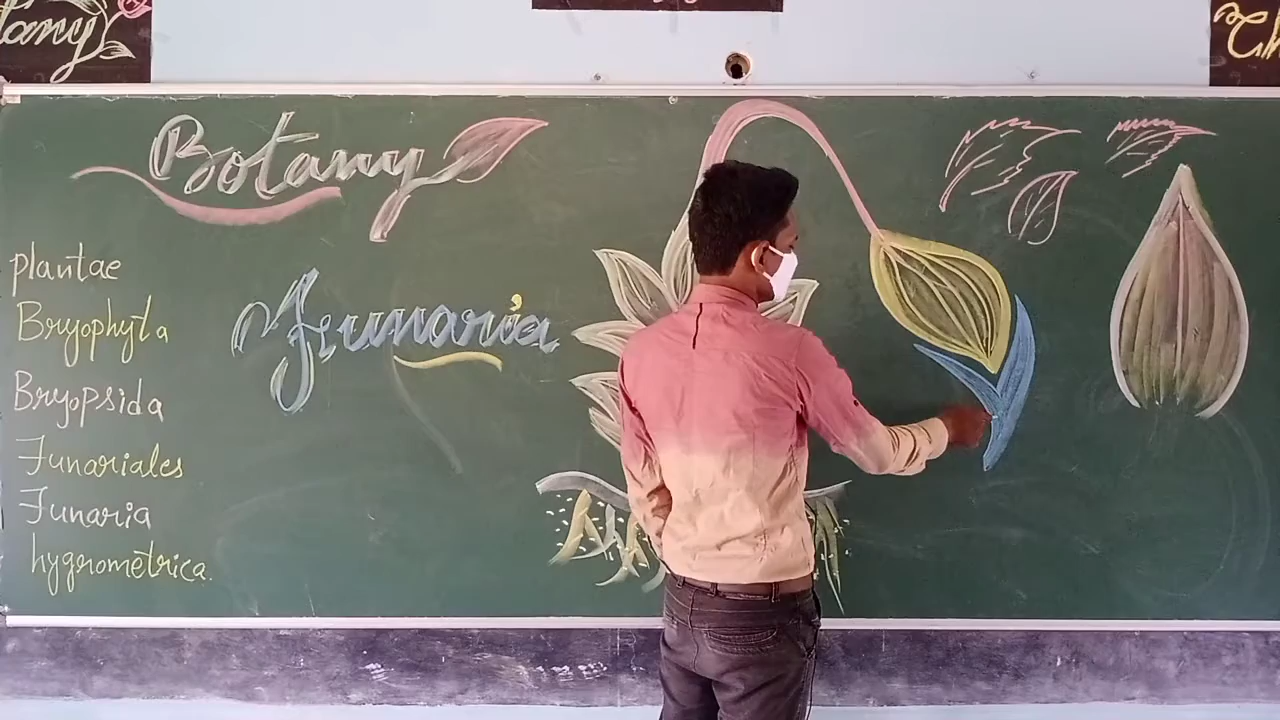 Botany
plantae
Bryophyta
Bryopsida
Funariales
Funaria
hygrometrica.
Funaria